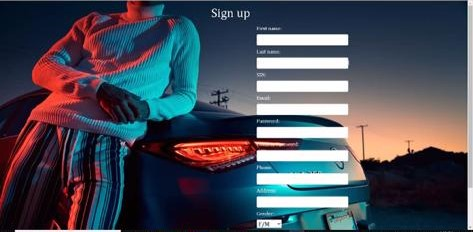 Sign up
First name:
Last name:
SSN:
Email:
Password:
Phone:
Address:
Gender:
F/M